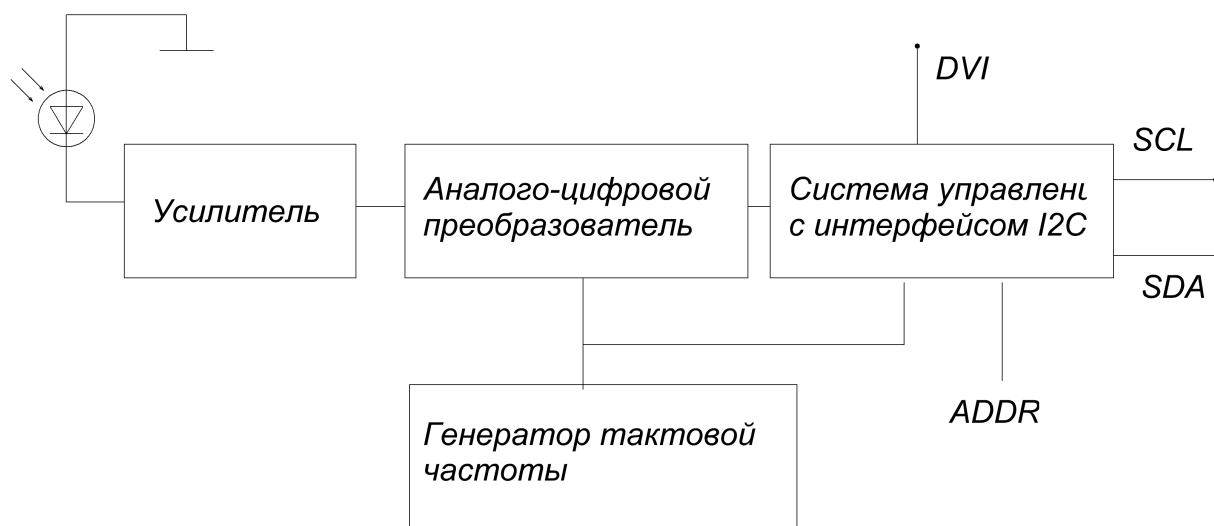 DVI
SCL
Усилитель
Аналого-цифровой
преобразователь
Система управлени
с интерфейсом I2C
SDA
ADDR
Генератор тактовой
частоты